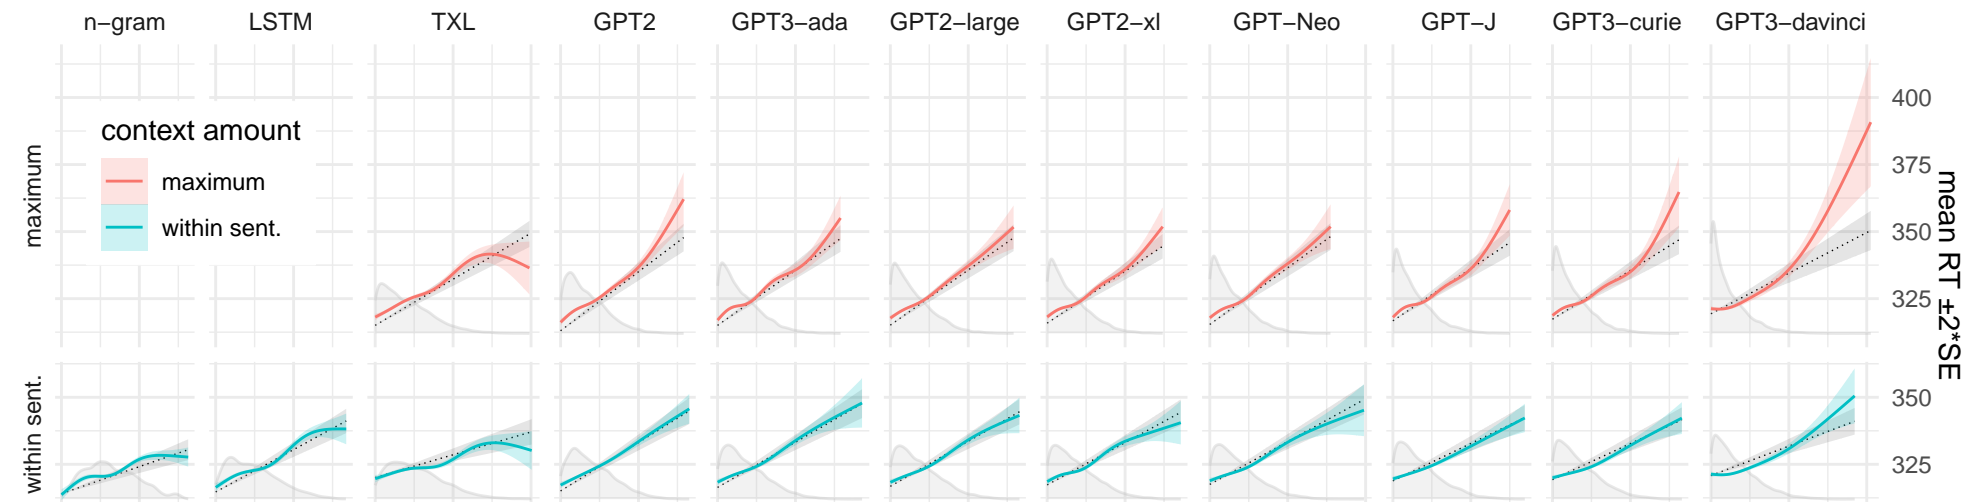 n−gram LSTM TXL GPT2 GPT3−ada GPT2−large GPT2−xl GPT−Neo GPT−J GPT3−curie GPT3−davinci
maximum
context amount
maximum
within sent.
400
375
350
325
within sent.
350
325
mean RT ±2*SE